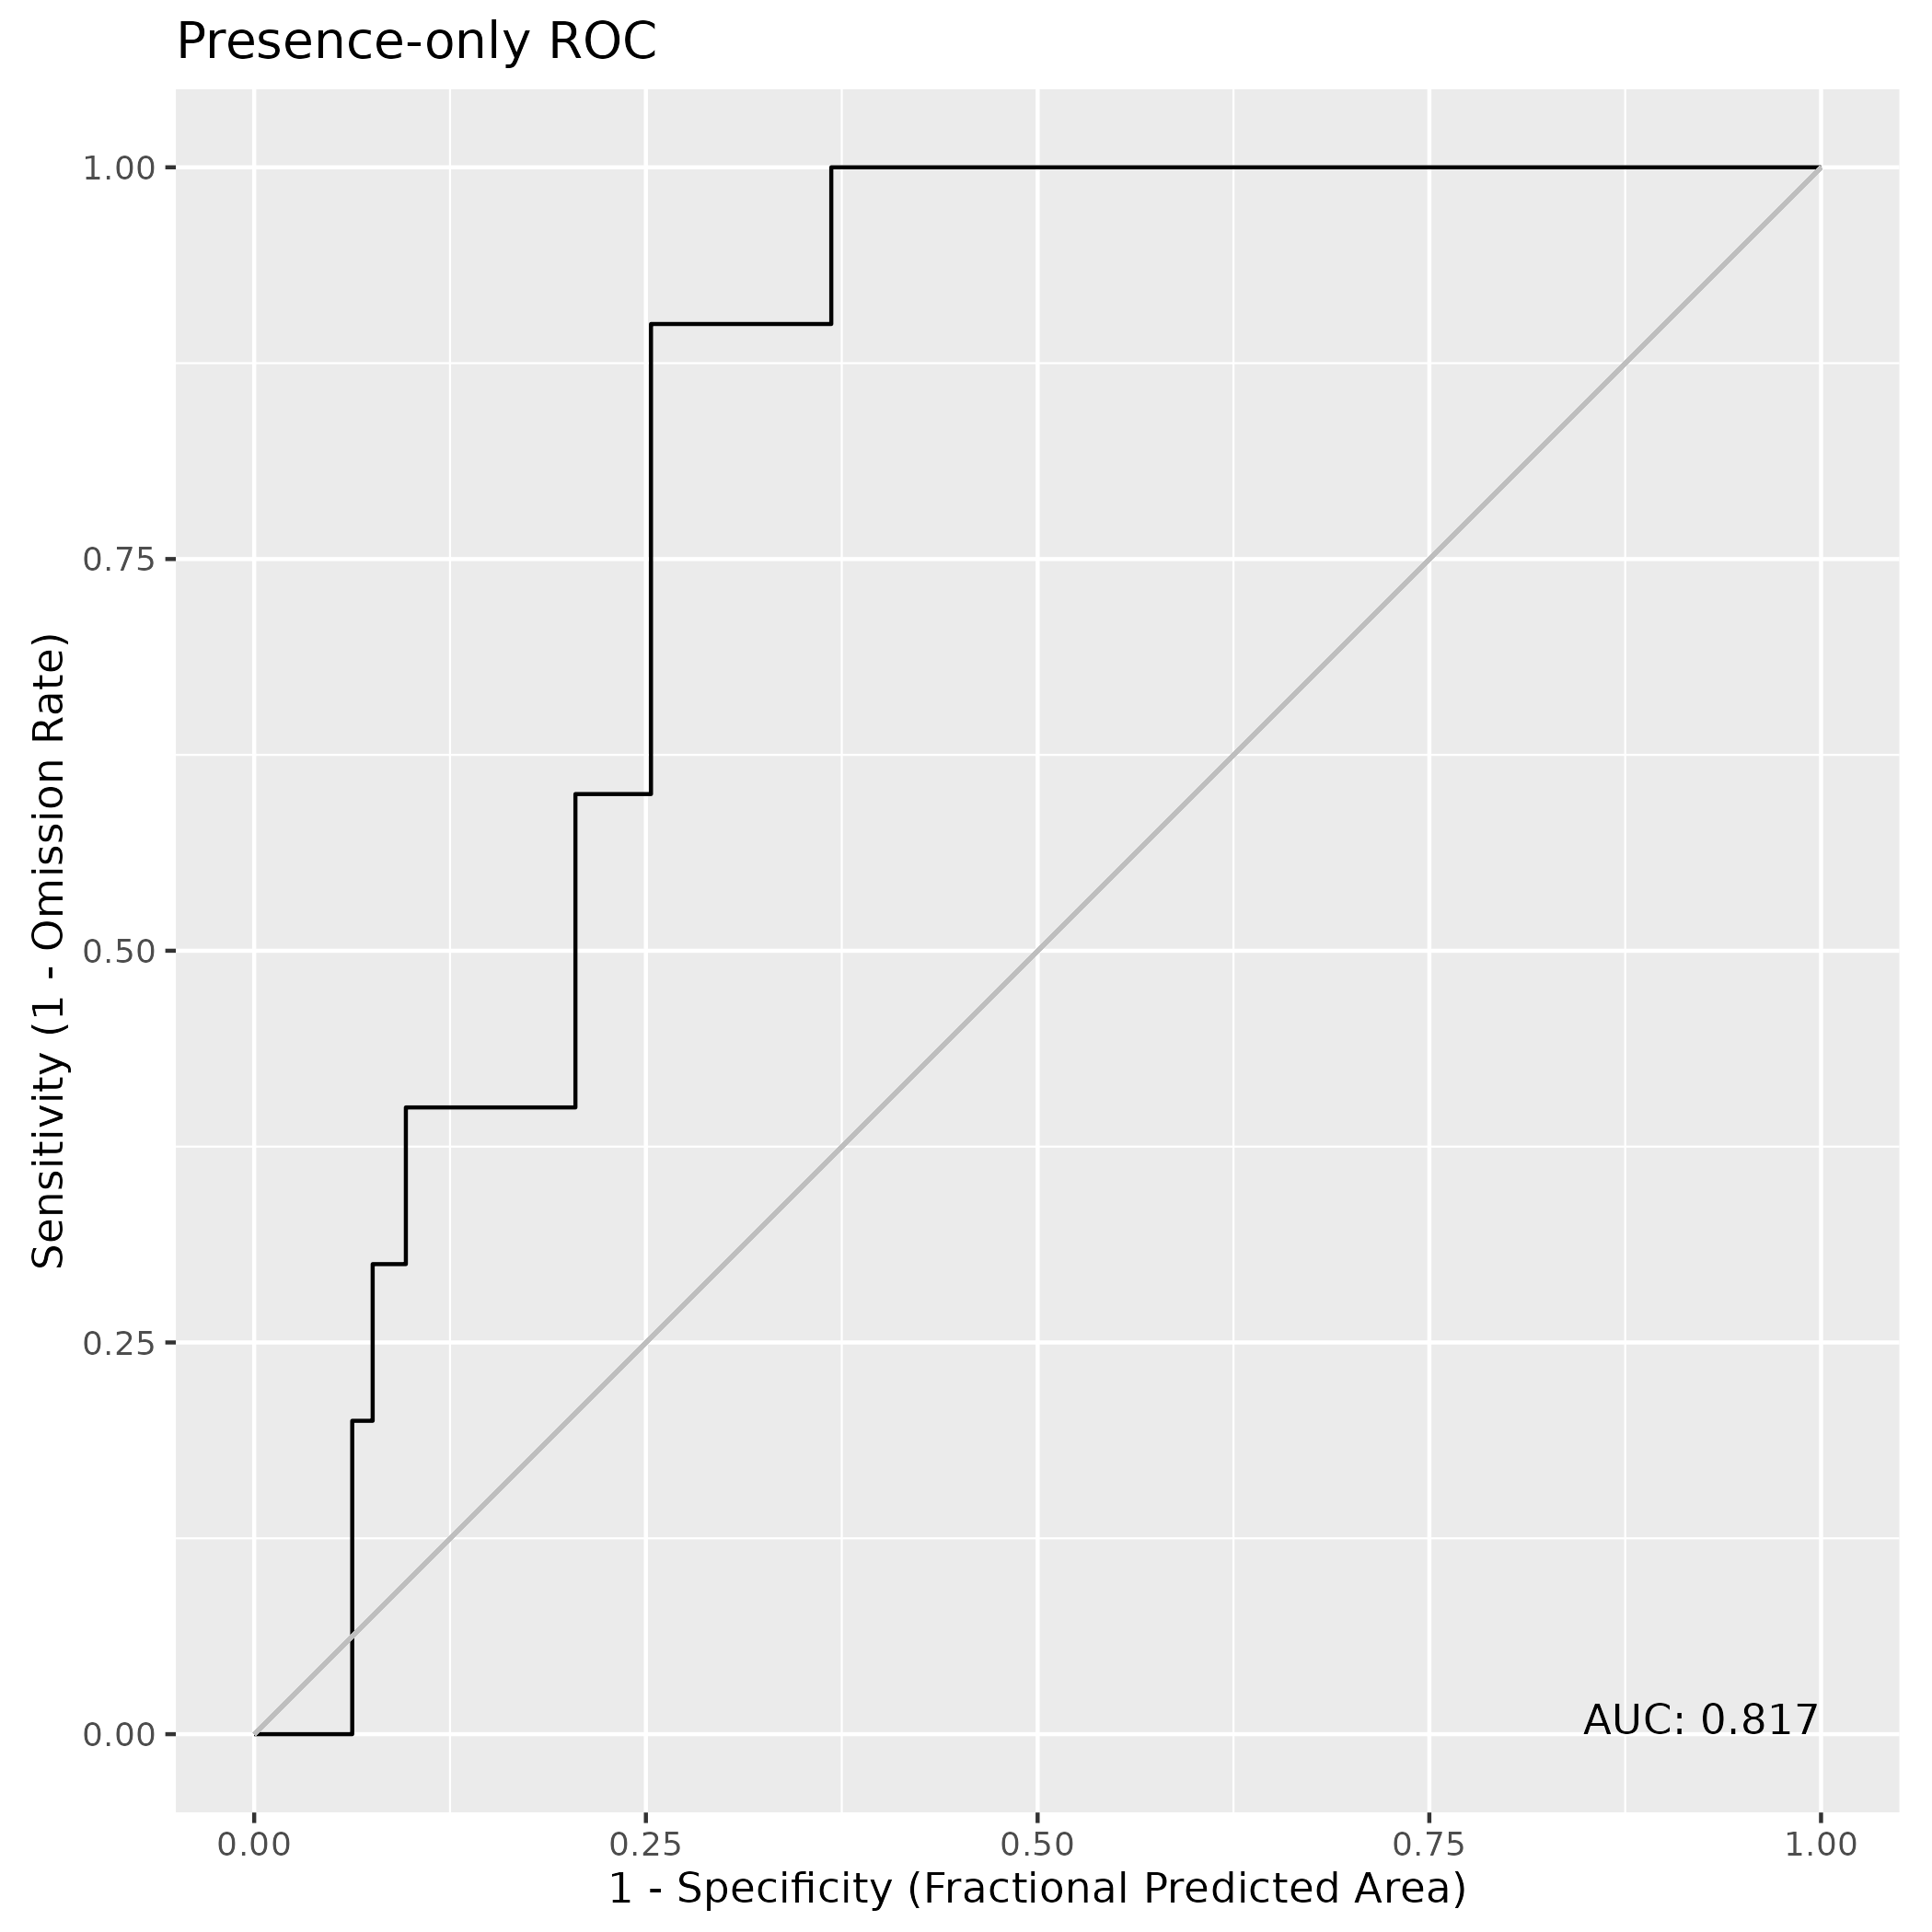 Presence-only ROC
Sensitivity (1 - Omission Rate)
1.00
0.75
0.50
0.25
0.00
AUC: 0.817
0.00 0.25 0.50 0.75 1.00
1 - Specificity (Fractional Predicted Area)